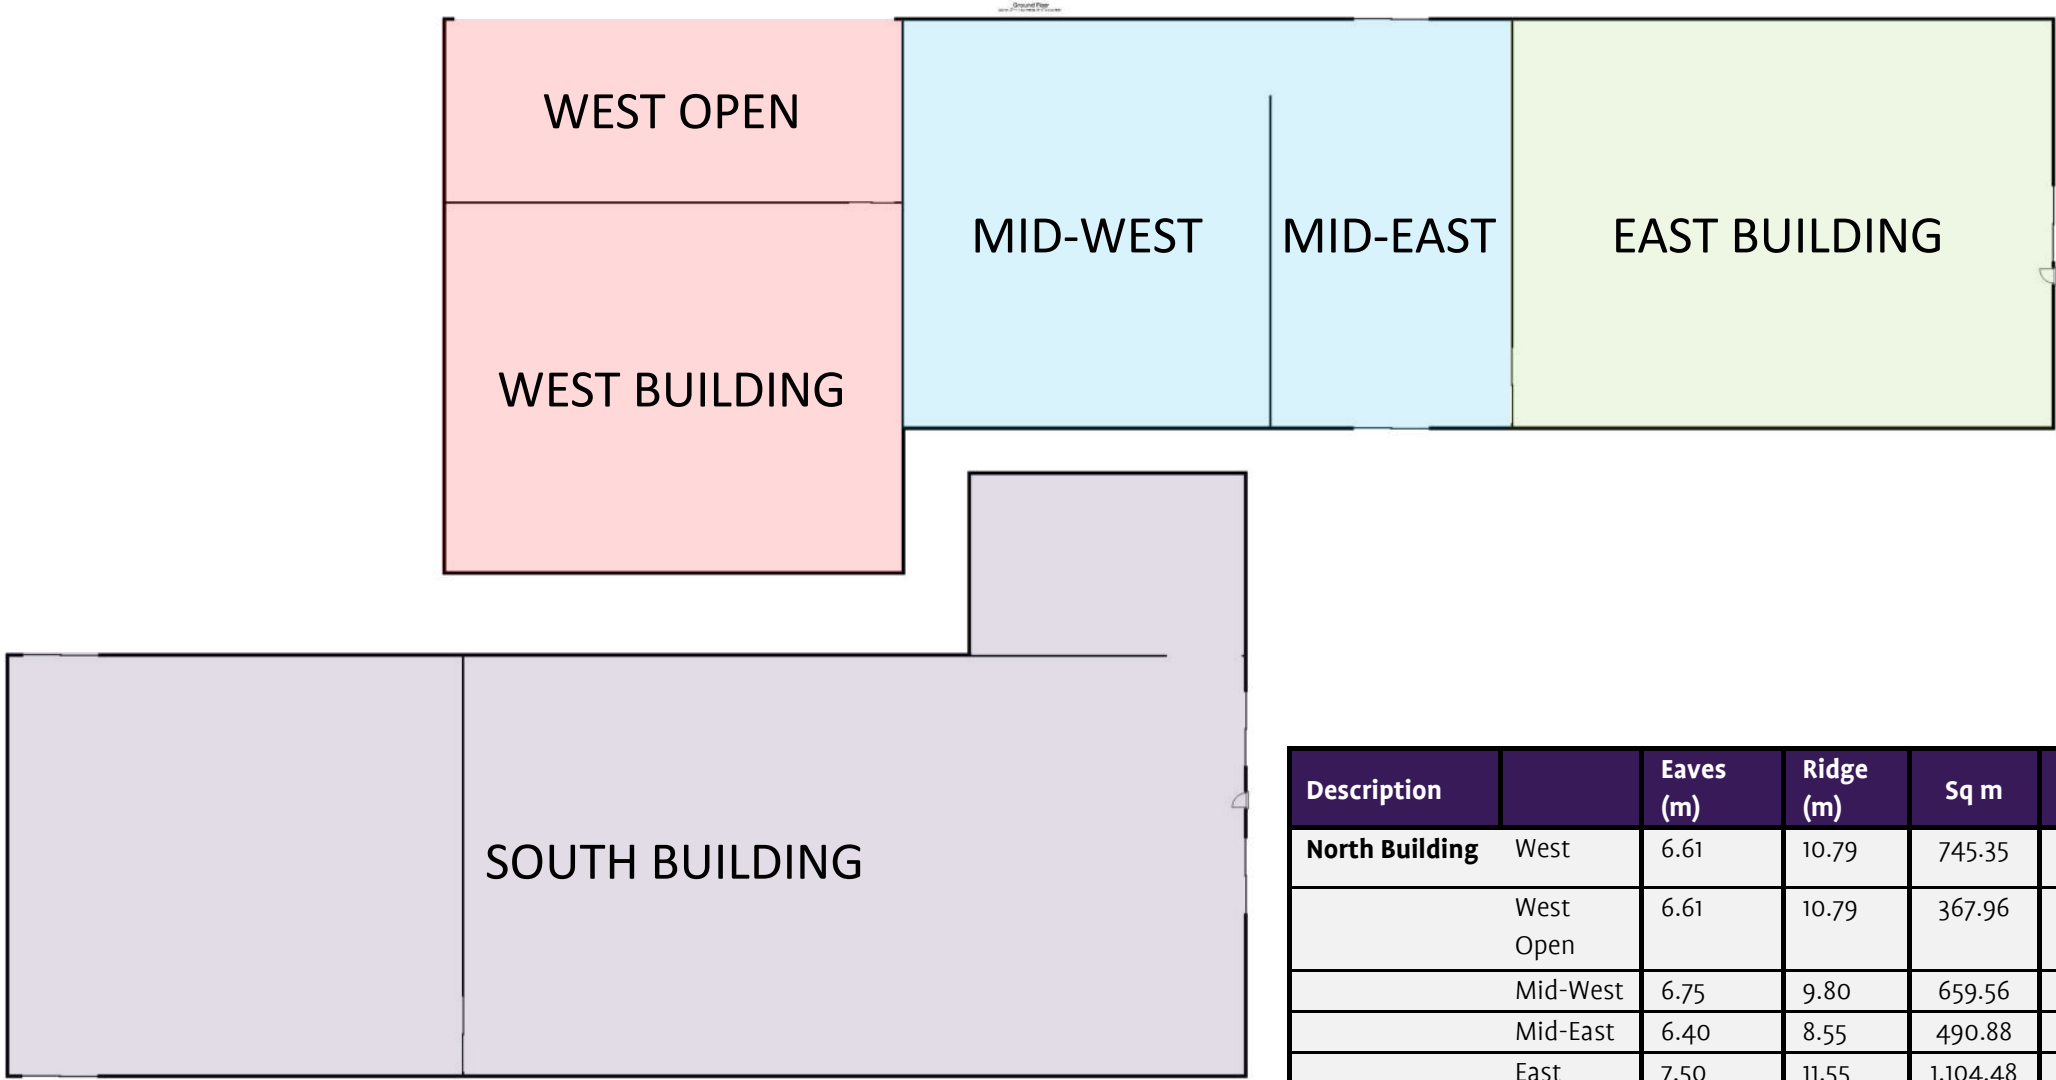 Ground Floor
WEST OPEN
MID-WEST
MID-EAST
EAST BUILDING
WEST BUILDING
SOUTH BUILDING
Description Eaves (m) Ridge (m) Sq m
North Building West 6.61 10.79 745.35
West Open 6.61 10.79 367.96
Mid-West 6.75 9.80 659.56
Mid-East 6.40 8.55 490.88
East 7.50 11.55 1,104.48